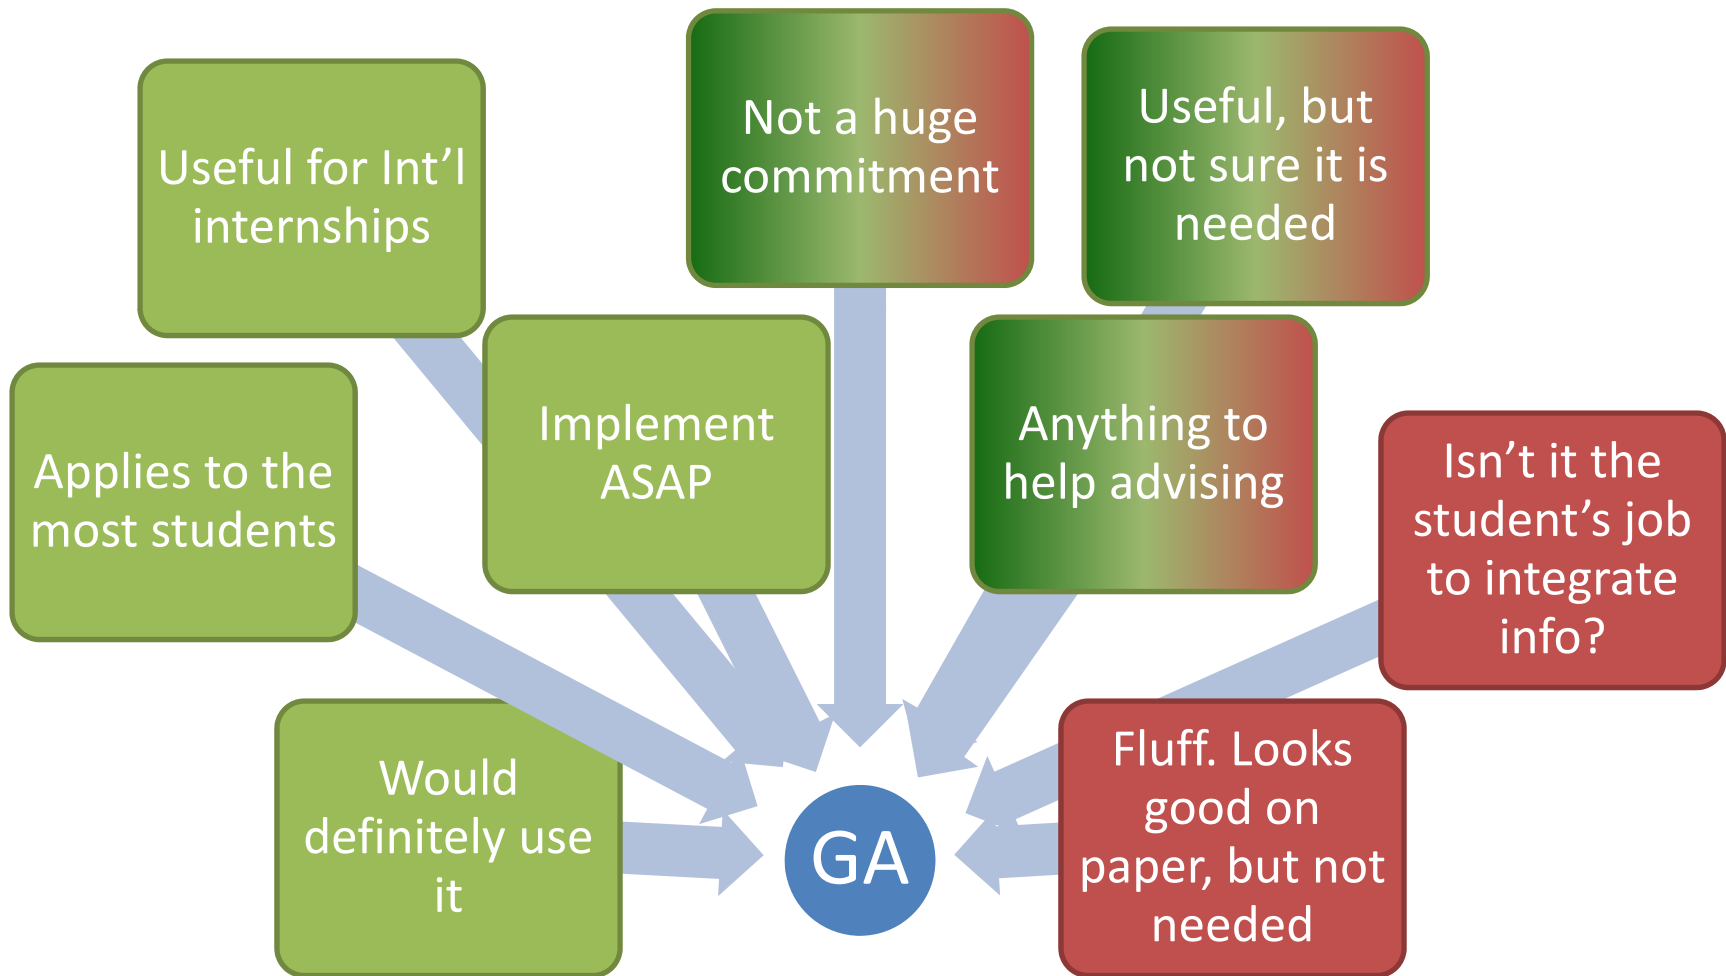 Not a huge
commitment
Useful, but
not sure it is
needed
Useful for Int’l
internships
Implement
ASAP
Anything to
help advising
Applies to the
most students
Isn’t it the
student’s job
to integrate
info?
Would
definitely use
it
GA
Fluff. Looks
good on
paper, but not
needed